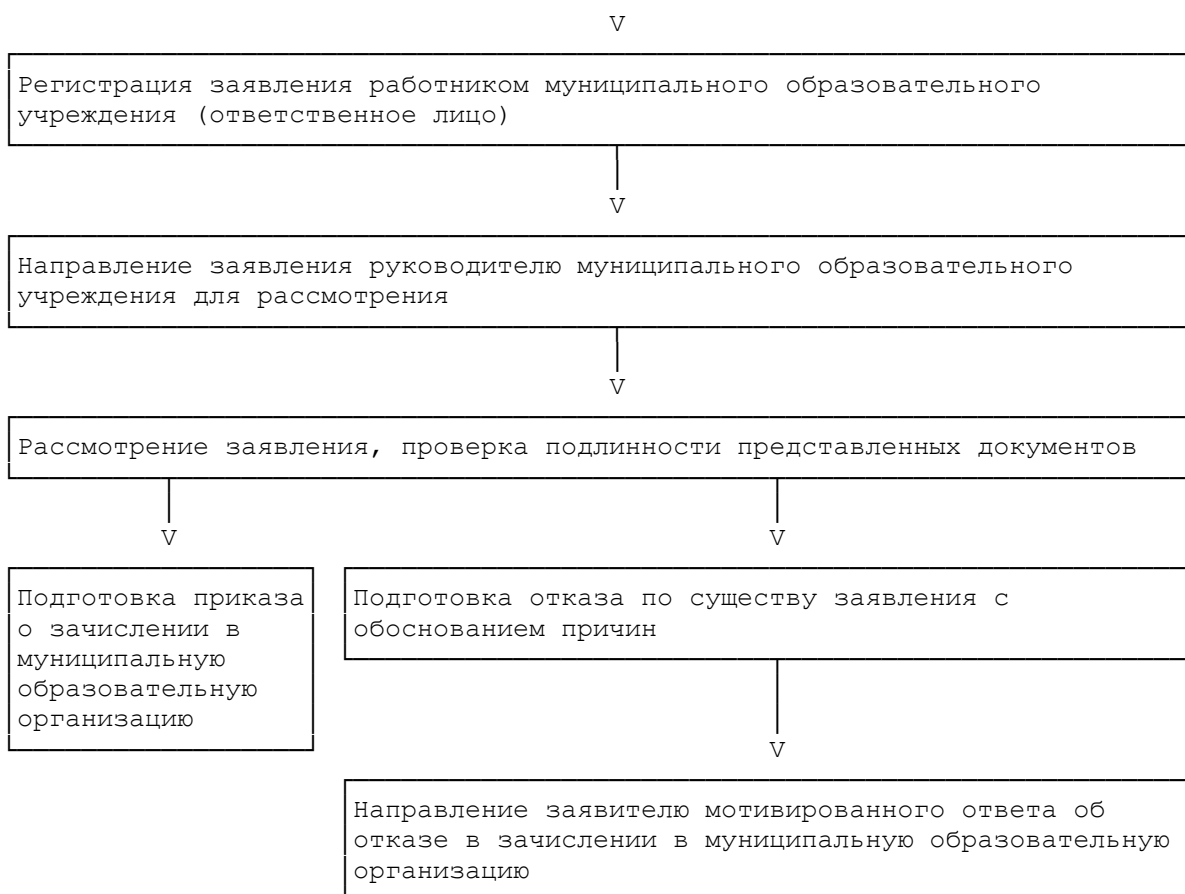 V
Регистрация заявления работником муниципального образовательного
учреждения (ответственное лицо)
V
Направление заявления руководителю муниципального образовательного
учреждения для рассмотрения
V
Рассмотрение заявления, проверка подлинности представленных документов
V
V
Подготовка приказа
о зачислении в
муниципальную
образовательную
организацию
Подготовка отказа по существу заявления с
обоснованием причин
V
Направление заявителю мотивированного ответа об
отказе в зачислении в муниципальную образовательную
организацию